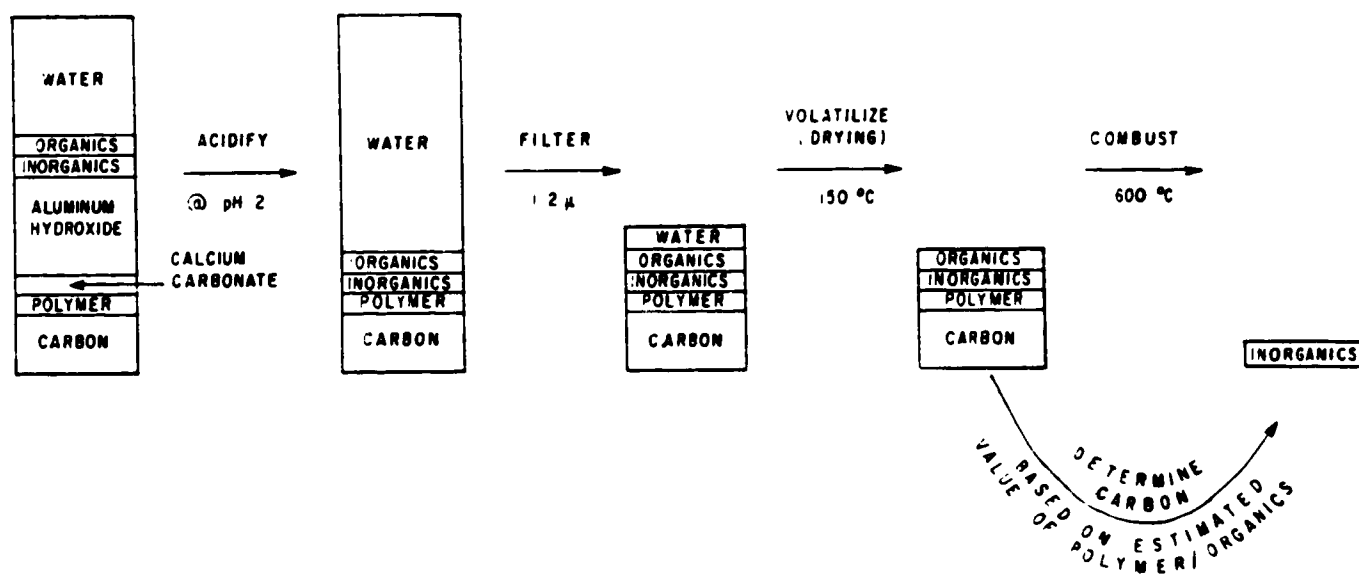 WATER
ORGANICS
INORGANICS
ALUMINUM
HYDROXIDE
CALCIUM
CARBONATE
POLYMER
CARBON
ACIDIFY
@ pH 2
WATER
ORGANICS
INORGANICS
POLYMER
CARBON
FILTER
1 2 μ
WATER
ORGANICS
INORGANICS
POLYMER
CARBON
VOLATILIZE
DRYING)
150 °C
ORGANICS
INORGANICS
POLYMER
CARBON
COMBUST
600 °C
INORGANICS
DETERMINE
CARBON
BASED ON ESTIMATED
VALUE OF POLYMER/ORGANICS